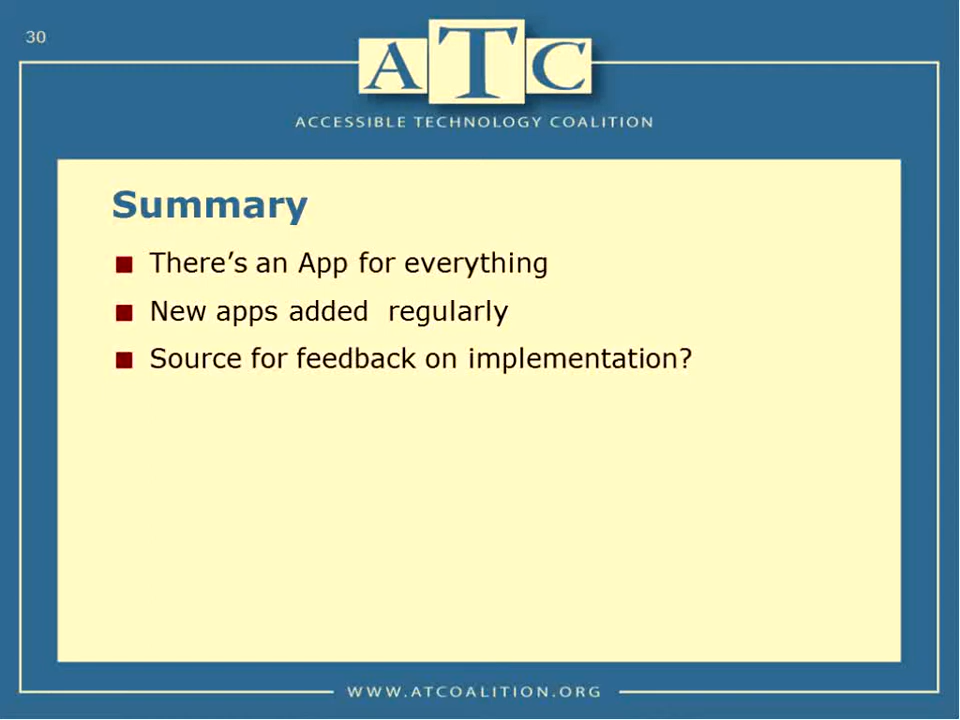 30
ATC
ACCESSIBLE TECHNOLOGY COALITION
Summary
There’s an App for everything
New apps added  regularly
Source for feedback on implementation?
WWW.ATCOALITION.ORG